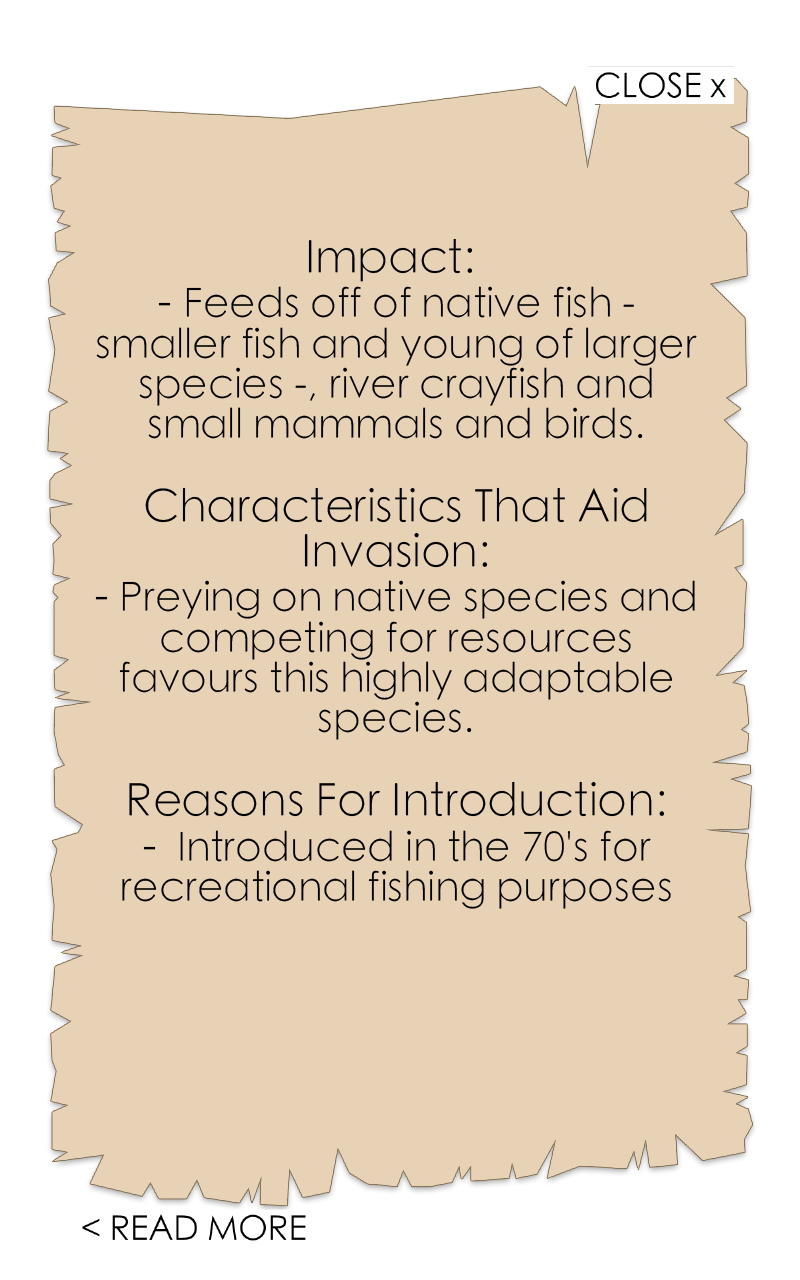 CLOSE x
Impact:
- Feeds off of native fish -
smaller fish and young of larger
species -, river crayfish and
small mammals and birds.
Characteristics That Aid
Invasion:
- Preying on native species and
competing for resources
favours this highly adaptable
species.
Reasons For Introduction:
- Introduced in the 70's for
recreational fishing purposes
< READ MORE